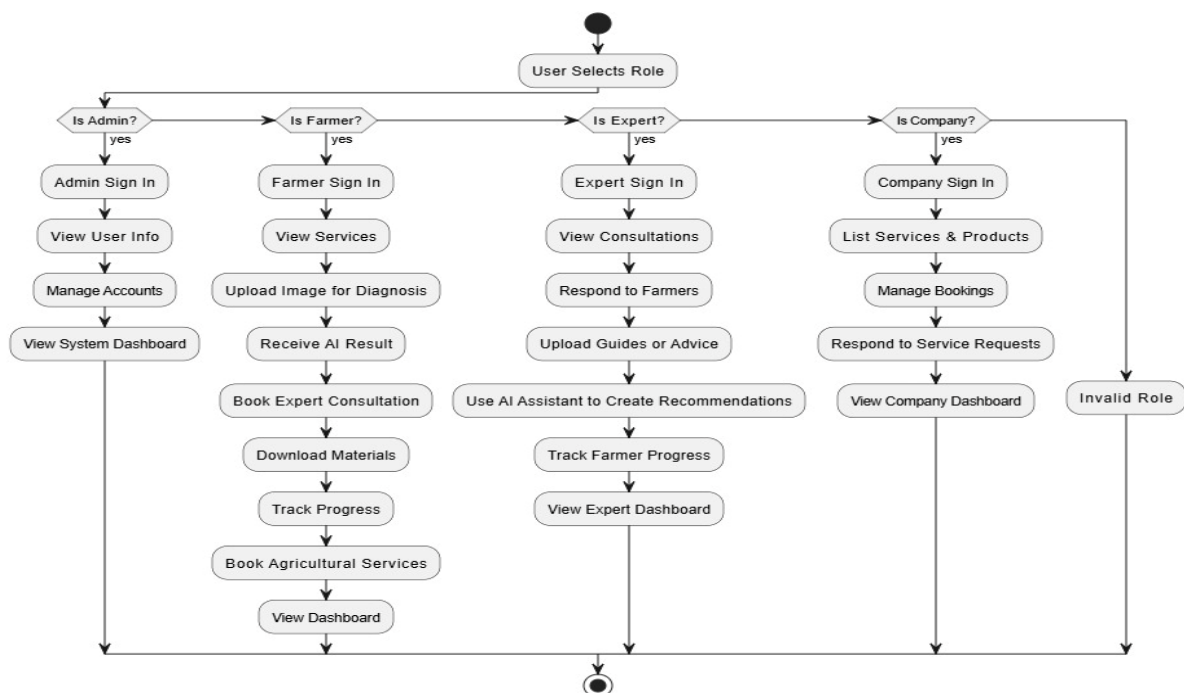 User Selects Role
Is Admin?
Is Farmer?
Is Expert?
Is Company?
yes
yes
yes
yes
Admin Sign In
Farmer Sign In
Expert Sign In
Company Sign In
View User Info
View Services
View Consultations
List Services & Products
Manage Accounts
Upload Image for Diagnosis
Respond to Farmers
Manage Bookings
View System Dashboard
Receive AI Result
Upload Guides or Advice
Respond to Service Requests
Book Expert Consultation
Use AI Assistant to Create Recommendations
View Company Dashboard
Invalid Role
Download Materials
Track Farmer Progress
Track Progress
View Expert Dashboard
Book Agricultural Services
View Dashboard